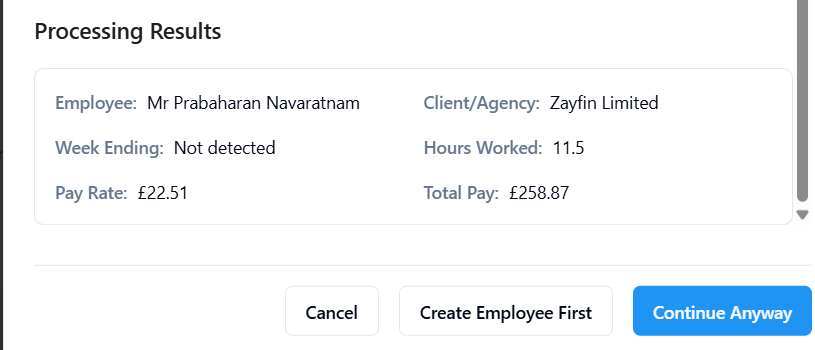 Processing Results
Employee: Mr Prabaharan Navaratnam Client/Agency: Zayfin Limited
Week Ending: Not detected Hours Worked: 11.5
Pay Rate: £22.51 Total Pay: £258.87
Cancel Create Employee First Continue Anyway